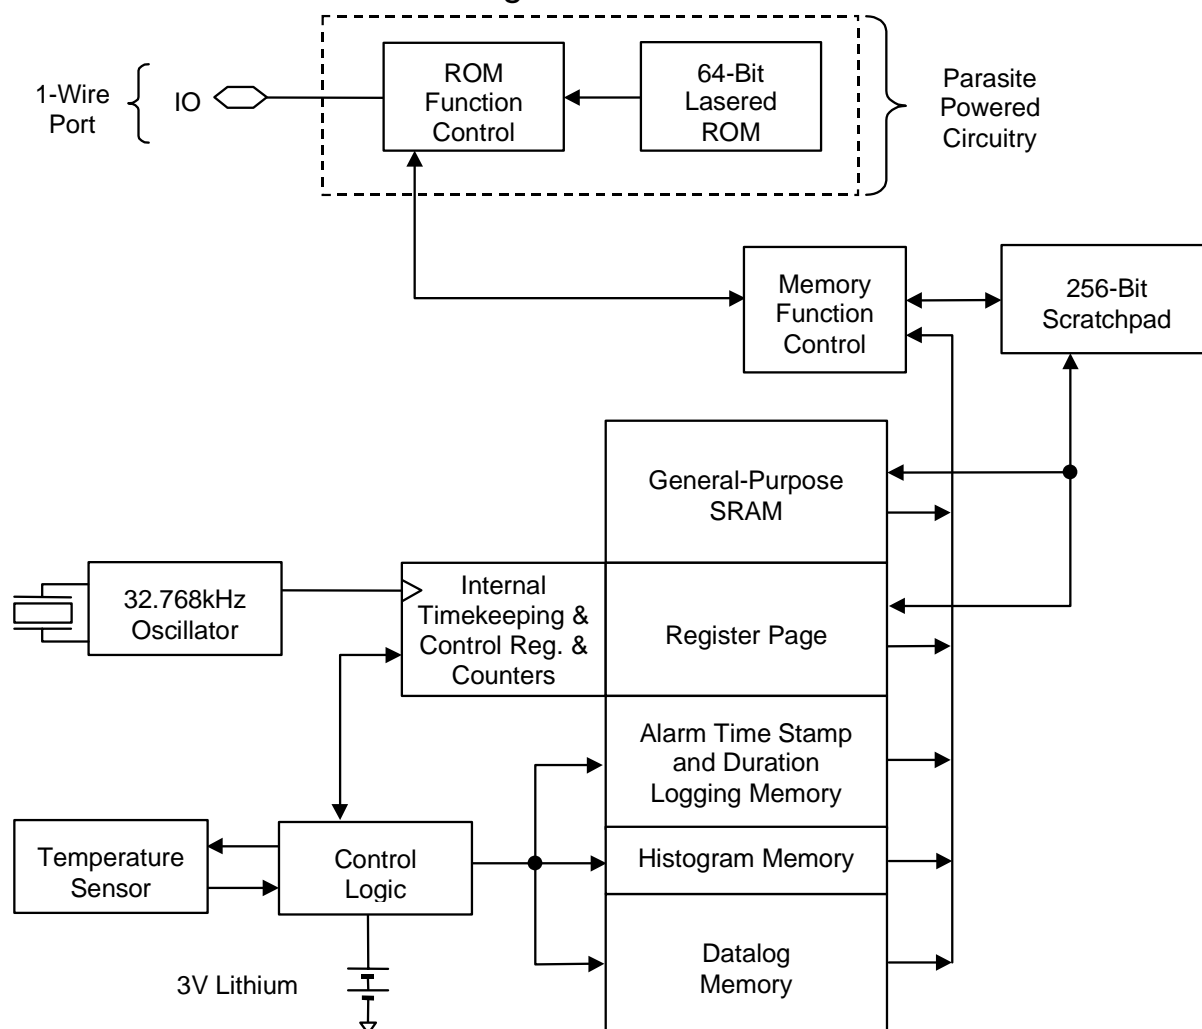 ROM
Function
Control
64-Bit
Lasered
ROM
1-Wire
Port
IO
Parasite
Powered
Circuitry
Memory
Function
Control
256-Bit
Scratchpad
General-Purpose
SRAM
32.768kHz
Oscillator
Internal
Timekeeping &
Control Reg. &
Counters
Register Page
Alarm Time Stamp
and Duration
Logging Memory
Temperature
Sensor
Control
Logic
Histogram Memory
Datalog
Memory
3V Lithium